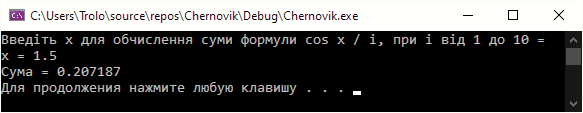 C:\Users\Trolo\source\repos\Chernovik\Debug\Chernovik.exe
Введіть x для обчислення суми формули cos x / i, при i від 1 до 10 =
x = 1.5
Сума = 0.207187
Для продолжения нажмите любую клавишу . . .